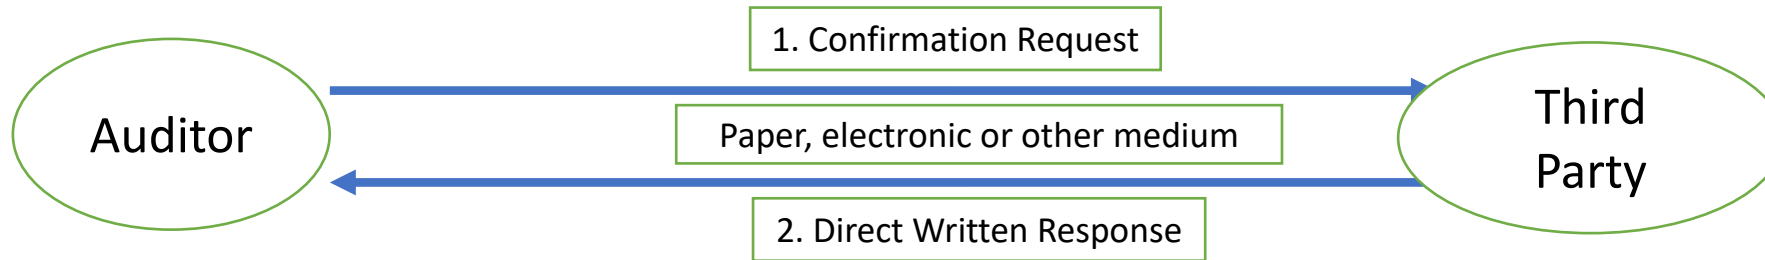 1. Confirmation Request
Auditor
Paper, electronic or other medium
Third
Party
2. Direct Written Response